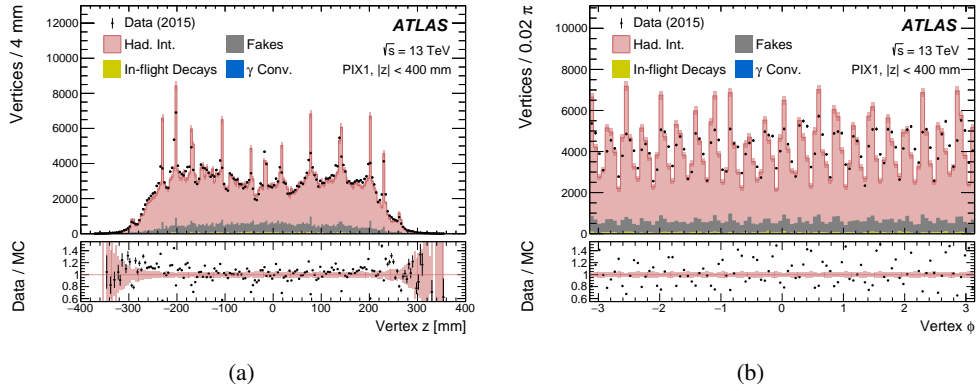 Vertices / 4 mm
12000
10000
8000
6000
4000
2000
0
Data (2015)
Had. Int.
Fakes
In-flight Decays
γ Conv.
ATLAS
√s = 13 TeV
PIX1, |z| < 400 mm
Data / MC
1.4
1.2
1
0.8
0.6
−400 −300 −200 −100 0 100 200 300 400
Vertex z [mm]
(a)
Vertices / 0.02 π
10000
8000
6000
4000
2000
0
Data (2015)
Had. Int.
Fakes
In-flight Decays
γ Conv.
ATLAS
√s = 13 TeV
PIX1, |z| < 400 mm
Data / MC
1.4
1.2
1
0.8
0.6
−3 −2 −1 0 1 2 3
Vertex ϕ
(b)